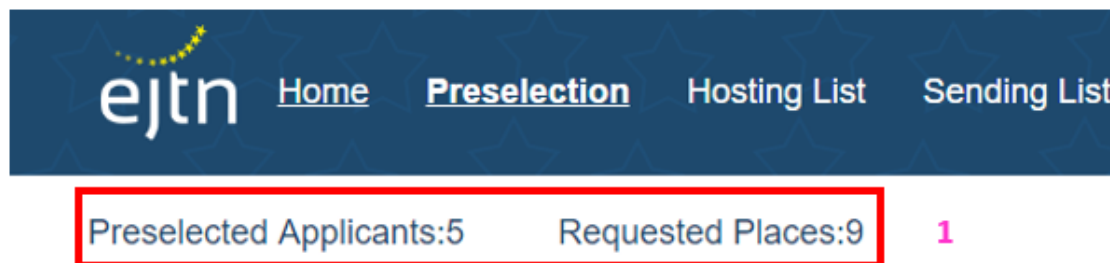 ejtn Home Preselection Hosting List Sending List
Preselected Applicants:5 Requested Places:9 1